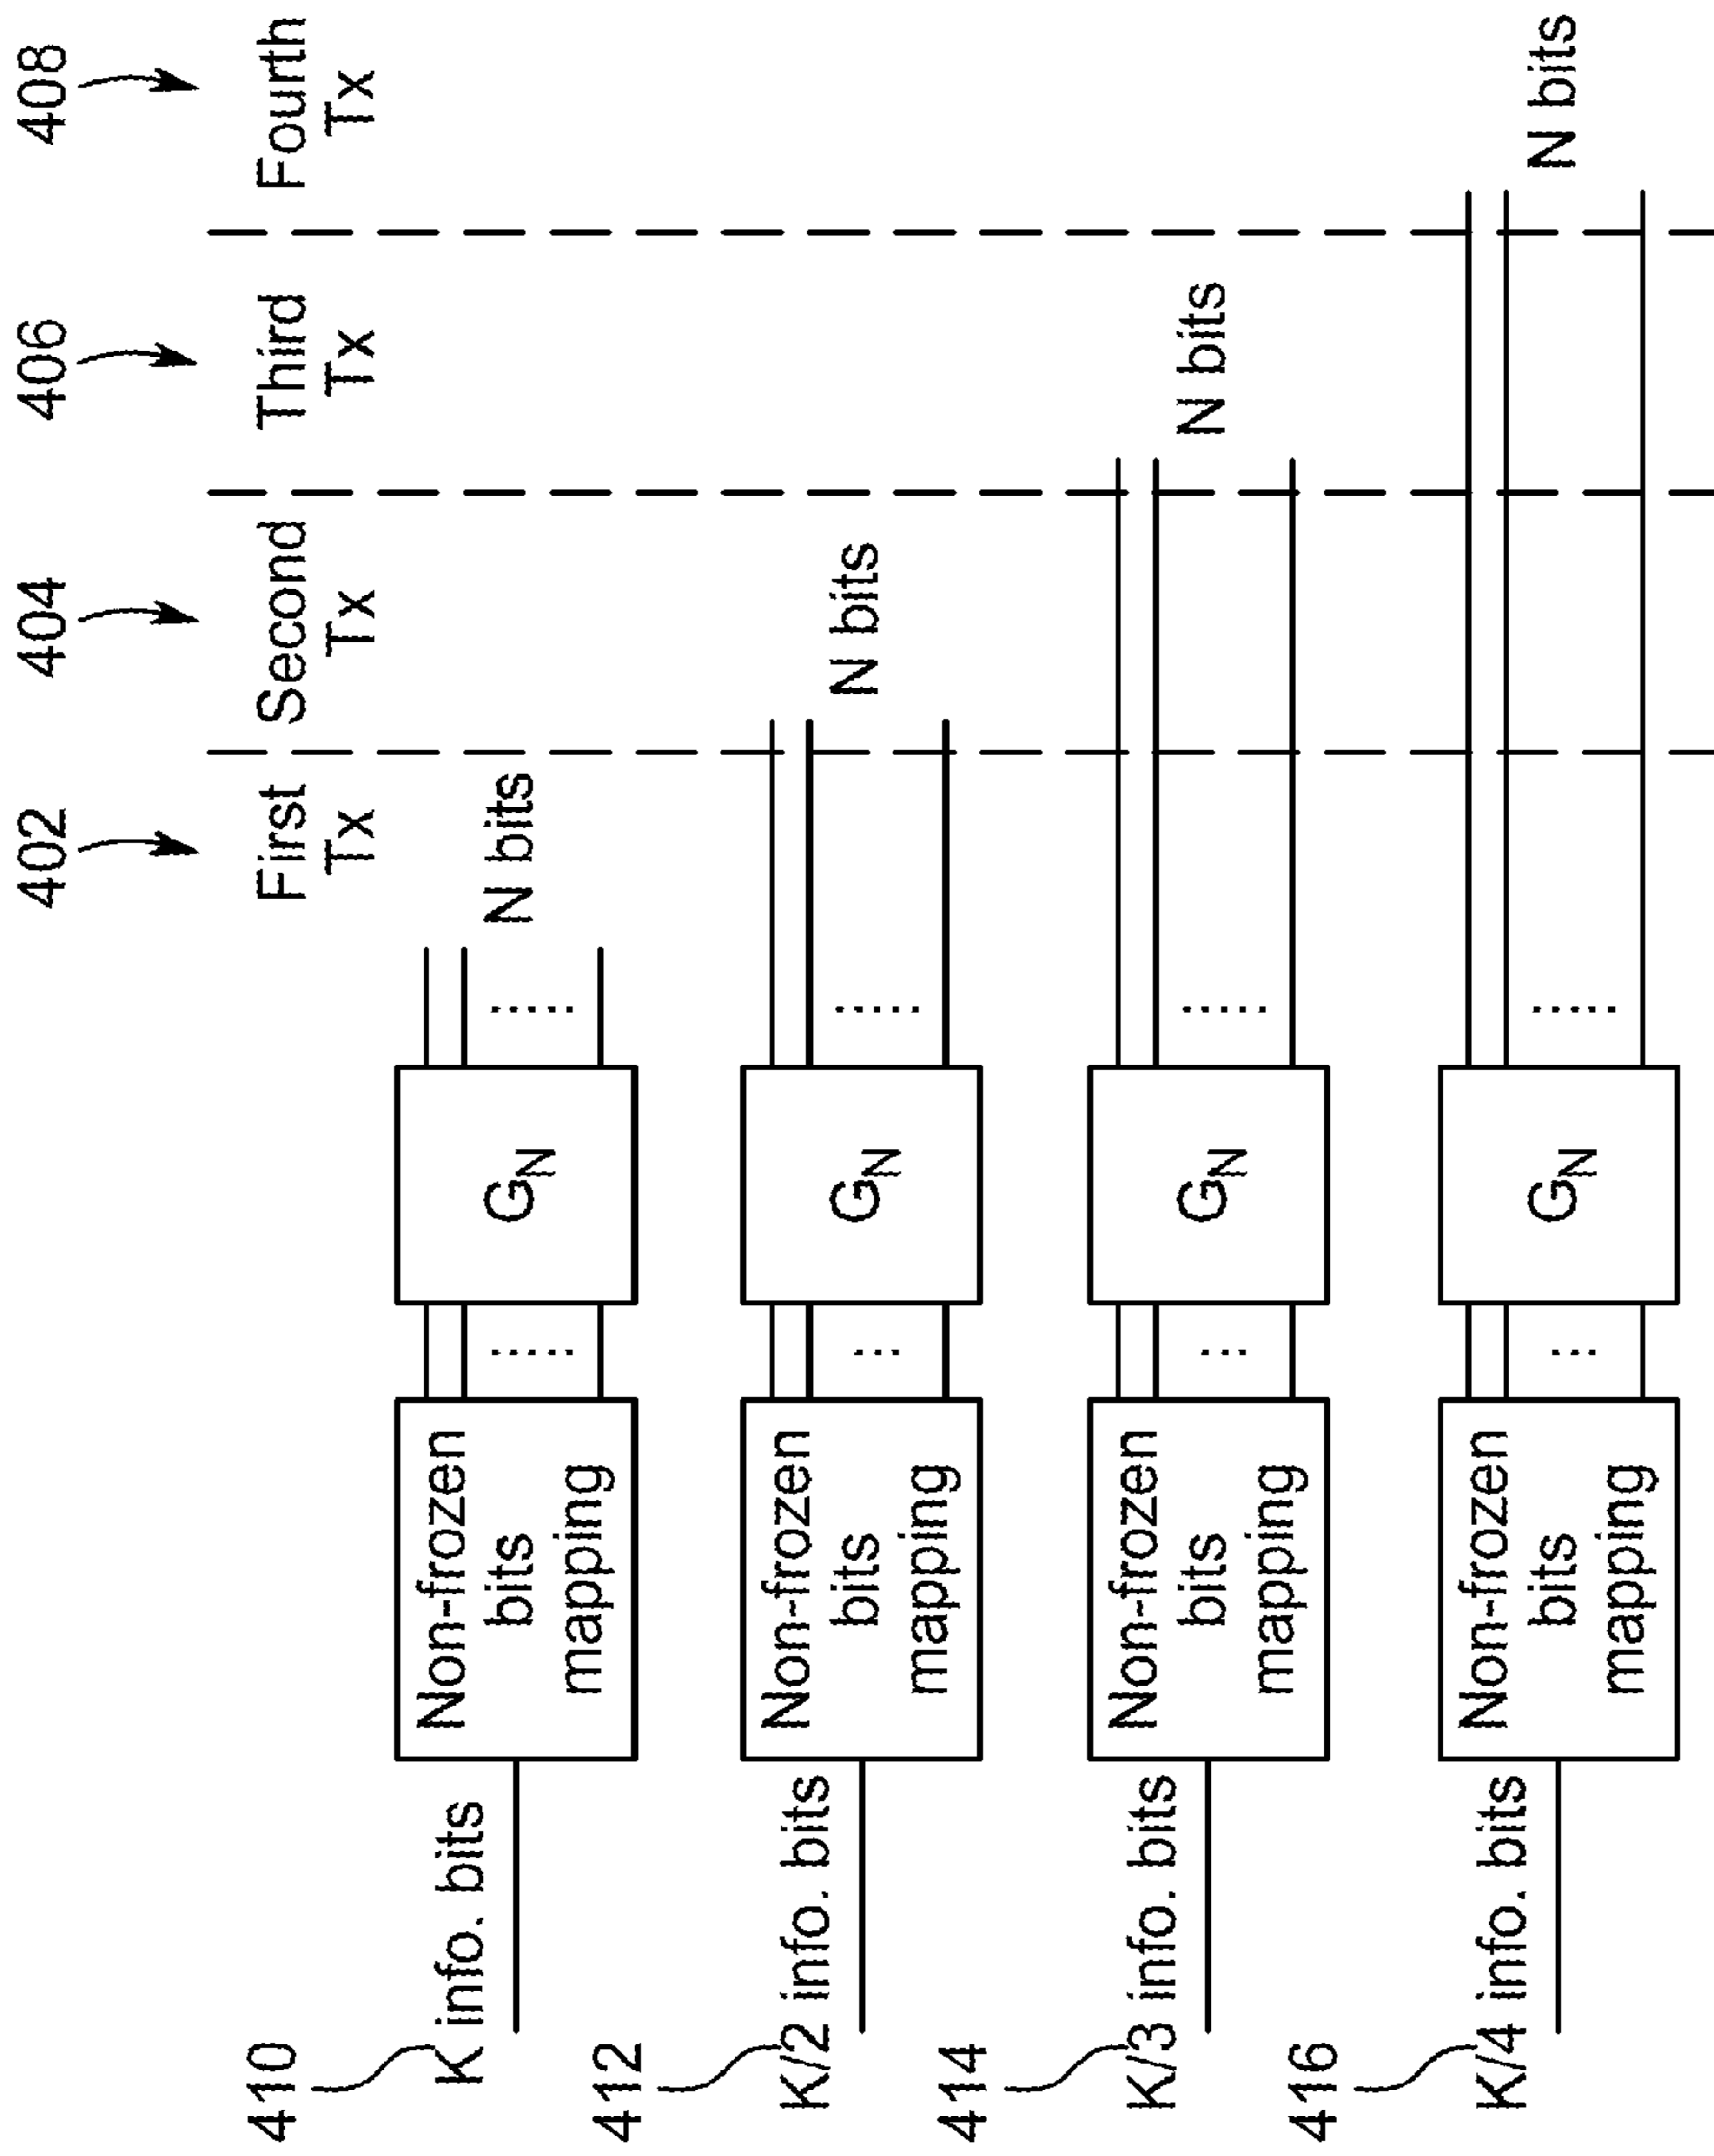 402
404
406
408
First
Tx
Second
Tx
Third
Tx
Fourth
Tx
410
K info. bits
Non-frozen
bits
mapping
G_N
N bits
412
K/2 info. bits
Non-frozen
bits
mapping
G_N
N bits
414
K/3 info. bits
Non-frozen
bits
mapping
G_N
N bits
416
K/4 info. bits
Non-frozen
bits
mapping
G_N
N bits